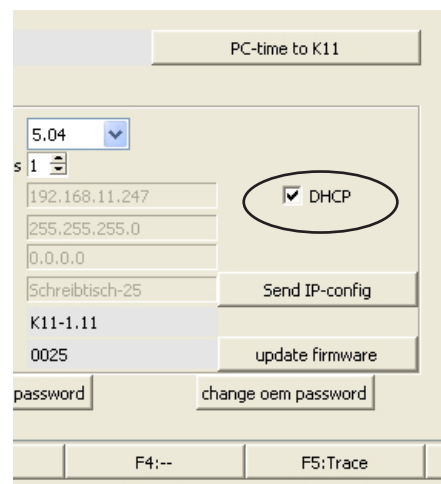 PC-time to K11
5.04
s 1
192.168.11.247 DHCP
255.255.255.0
0.0.0.0
Schreibtisch-25 Send IP-config
K11-1.11
0025 update firmware
password change oem password
F4:-- F5:Trace